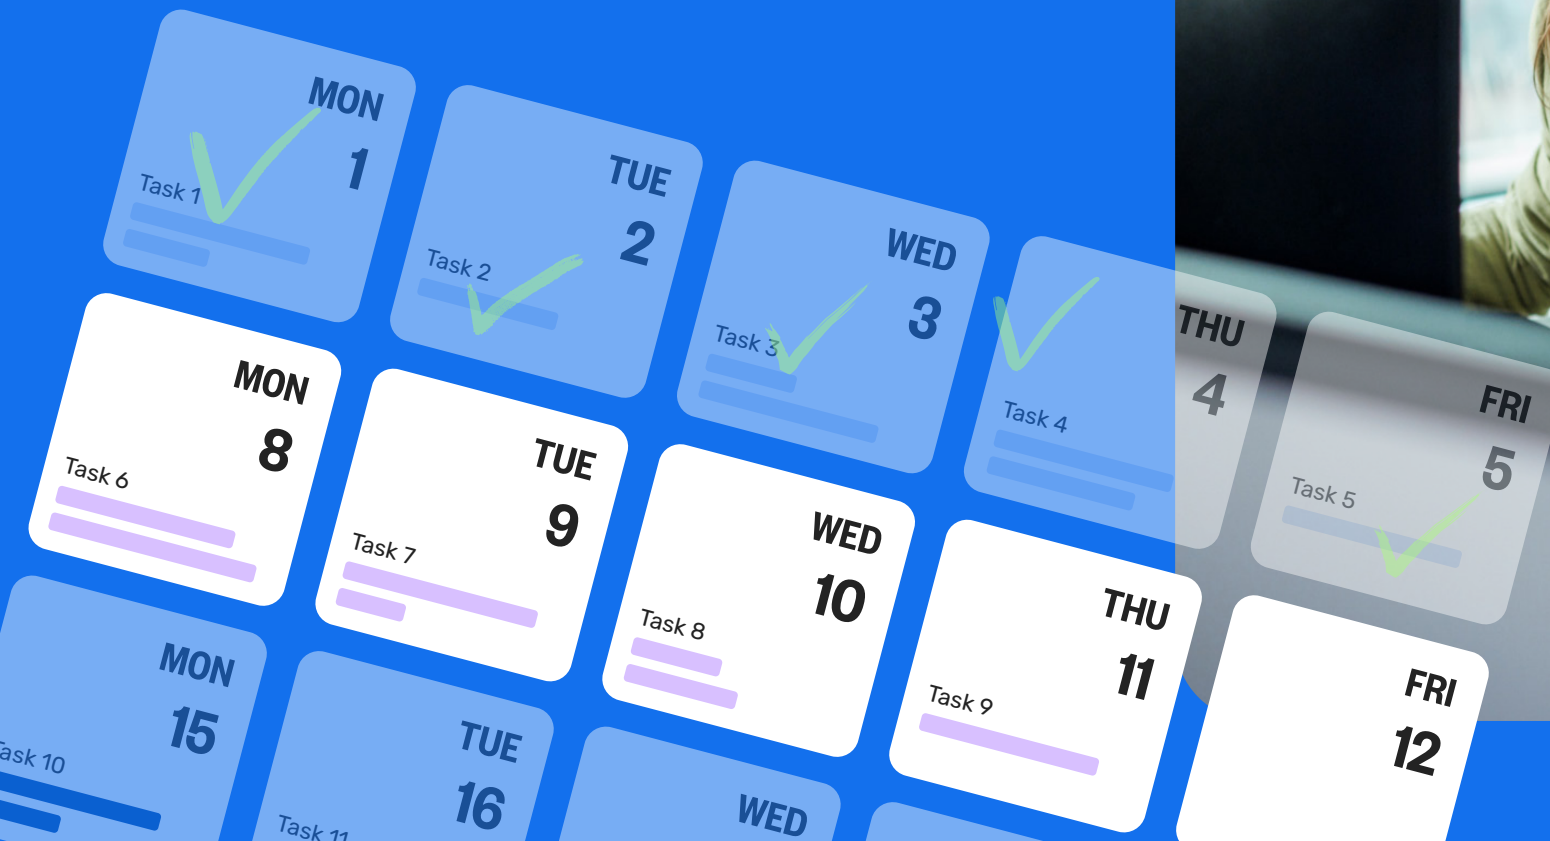 MON
1
Task 1
TUE
2
Task 2
WED
3
Task 3
THU
4
Task 4
FRI
5
Task 5
MON
8
Task 6
TUE
9
Task 7
WED
10
Task 8
THU
11
Task 9
FRI
12
MON
15
Task 10
TUE
16
Task 11
WED